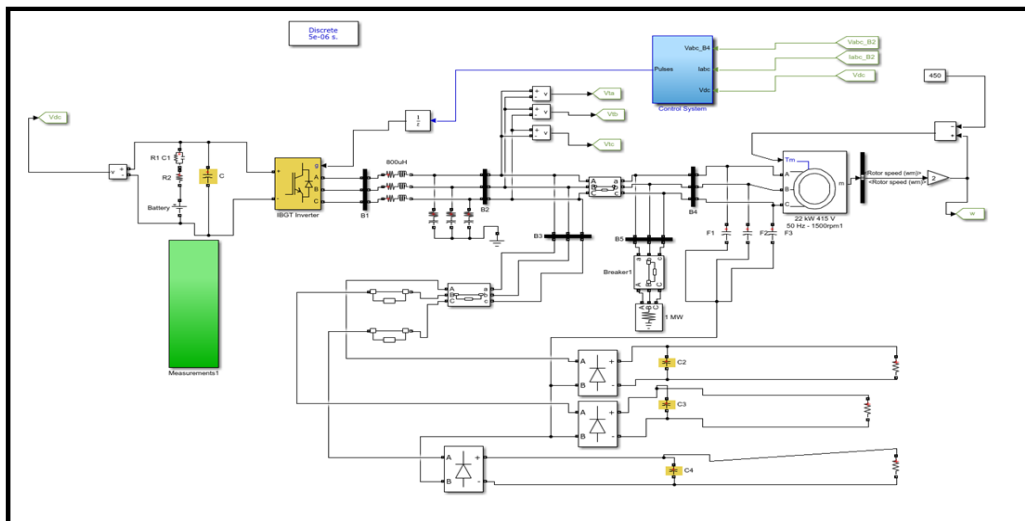 Discrete
5e-06 s.
Vabc_B4
Pulses
Iabc
Vdc
Control System
Vabc_B2
Iabc_B2
Vdc
450
Vdc
v
+
-
R1 C1
R2
C
Battery
+
-
g
A
B
C
IBGT Inverter
B1
800uH
B2
1
z
+
-
v
+
-
v
+
-
v
Vta
Vtb
Vtc
A
B
C
a
b
c
B4
Tm
A
B
C
m
22 kW 415 V
50 Hz - 1500rpm1
<Rotor speed (wm)>
<Rotor speed (wm)>
2
-
+
w
B3
B5
F1
F2
F3
a
b
c
Breaker1
A
B
C
A
B
C
1 MW
A
B
C
a
b
c
Measurements1
A
B
+
-
C2
A
B
+
-
C3
A
B
+
-
C4